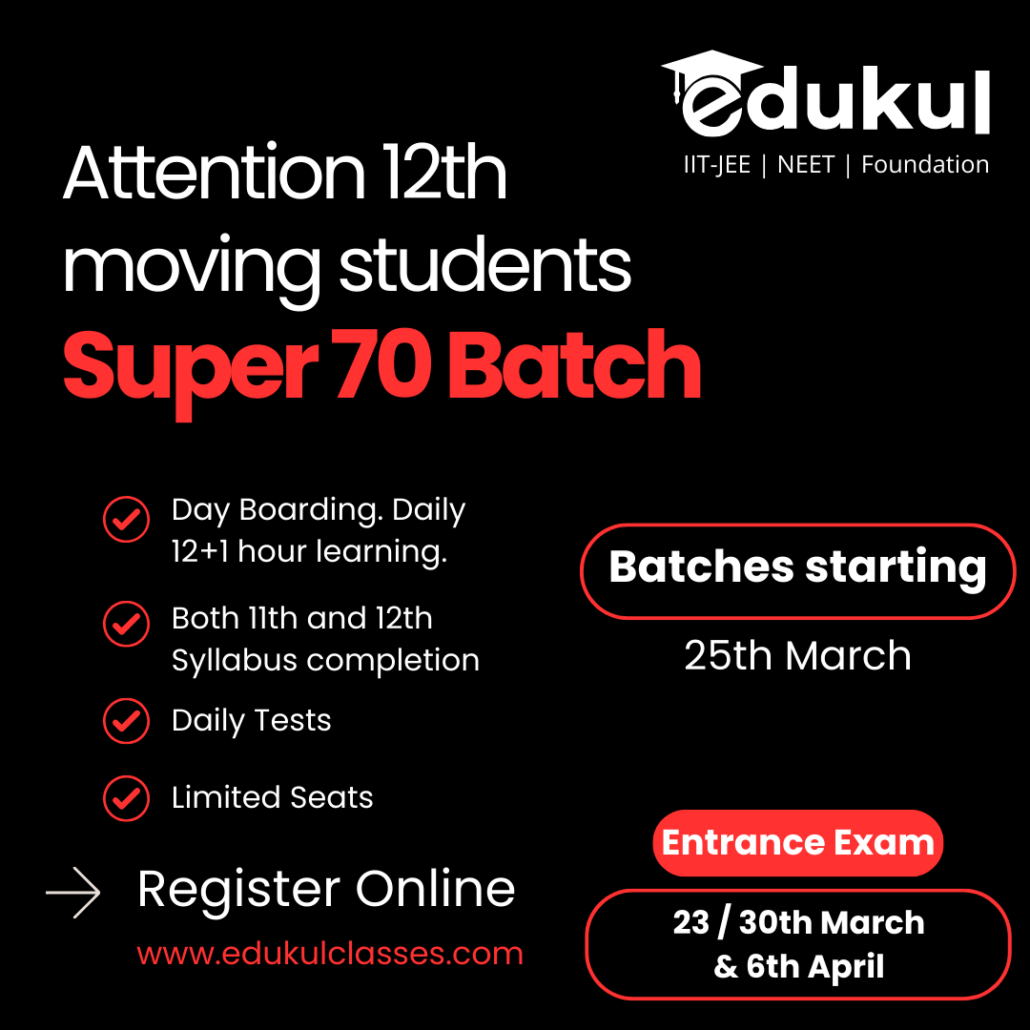 edukul
IIT-JEE | NEET | Foundation
Attention 12th
moving students
Super 70 Batch
Day Boarding. Daily
12+1 hour learning.
Both 11th and 12th
Syllabus completion
Daily Tests
Limited Seats
Register Online
www.edukulclasses.com
Batches starting
25th March
Entrance Exam
23 / 30th March
& 6th April